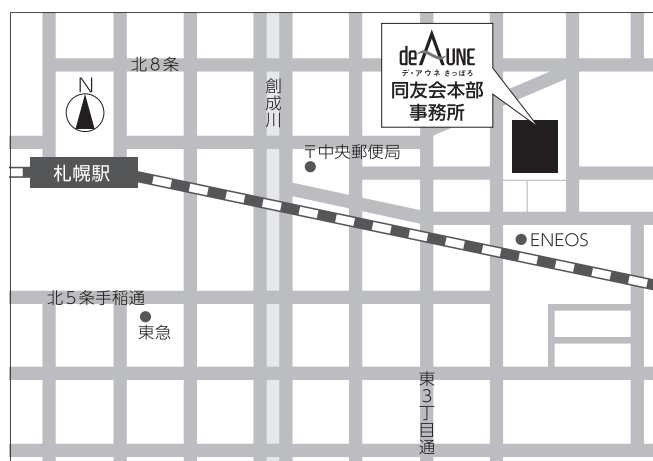 deAUNE
デ・アウネ さっぽろ
同友会本部
事務所
北8条
N
創成川
〒中央郵便局
札幌駅
ENEOS
北5条手稲通
東急
東3丁目通